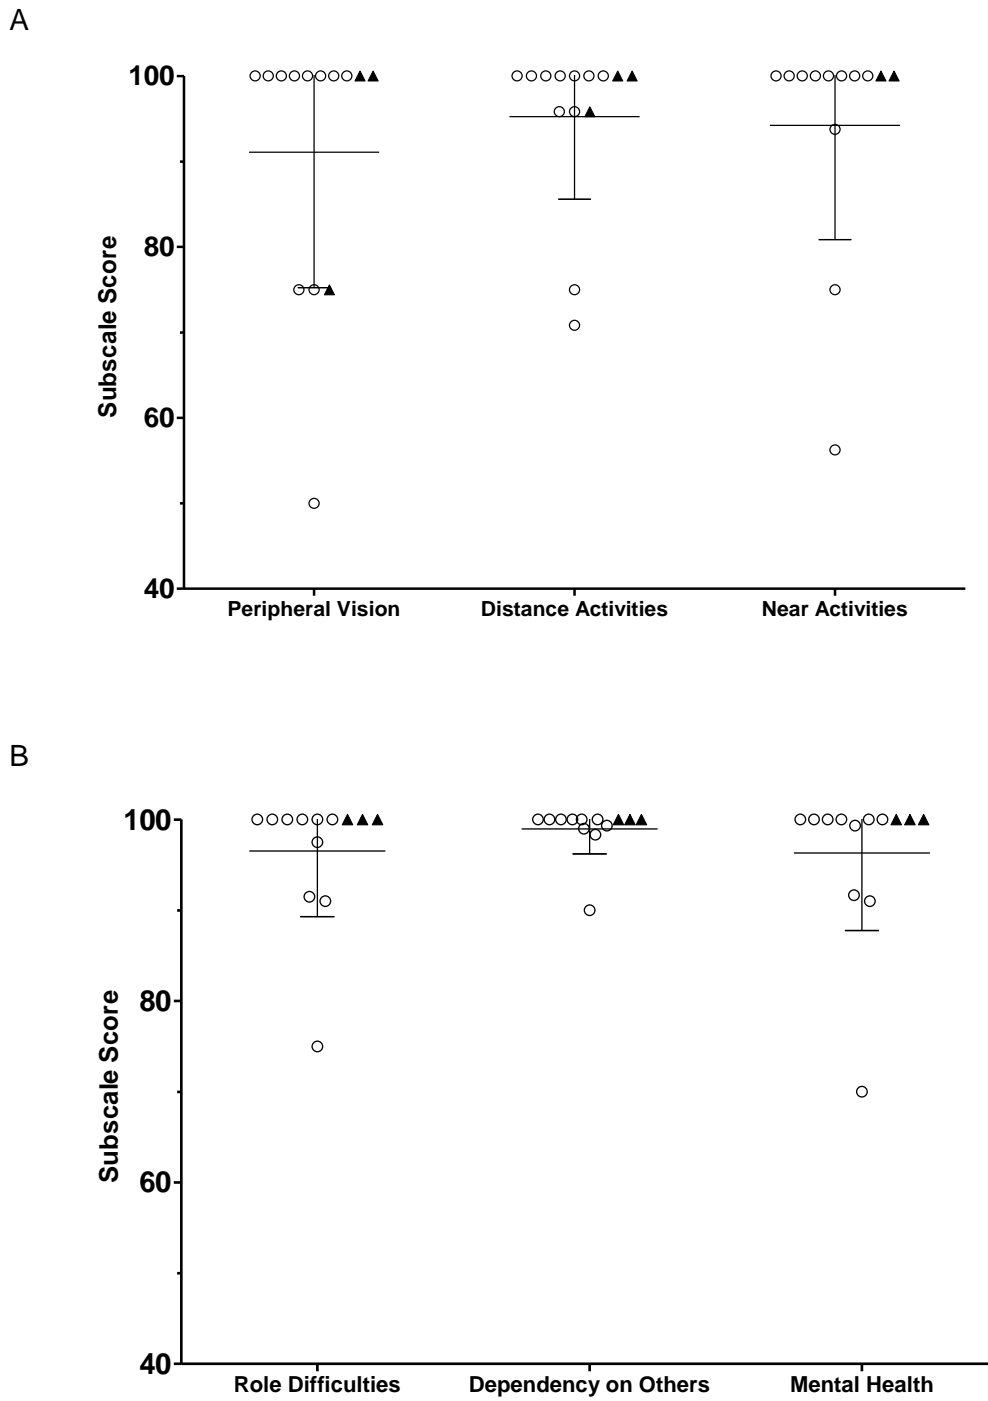 A
100
80
60
40
Subscale Score
Peripheral Vision Distance Activities Near Activities
B
100
80
60
40
Subscale Score
Role Difficulties Dependency on Others Mental Health